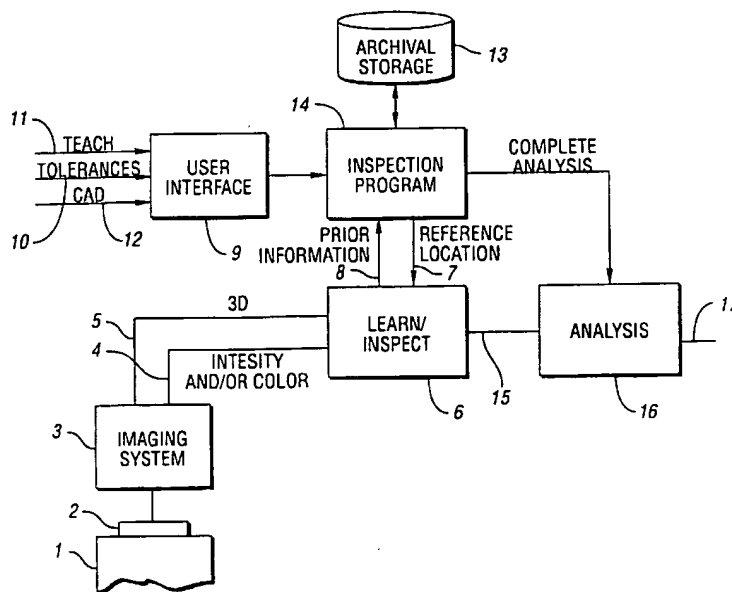 ARCHIVAL
STORAGE
13
14
11
TEACH
TOLERANCES
CAD
10
12
USER
INTERFACE
9
INSPECTION
PROGRAM
COMPLETE
ANALYSIS
PRIOR
INFORMATION
8
REFERENCE
LOCATION
7
5
3D
4
INTESITY
AND/OR COLOR
LEARN/
INSPECT
6
15
ANALYSIS
16
3
IMAGING
SYSTEM
2
1